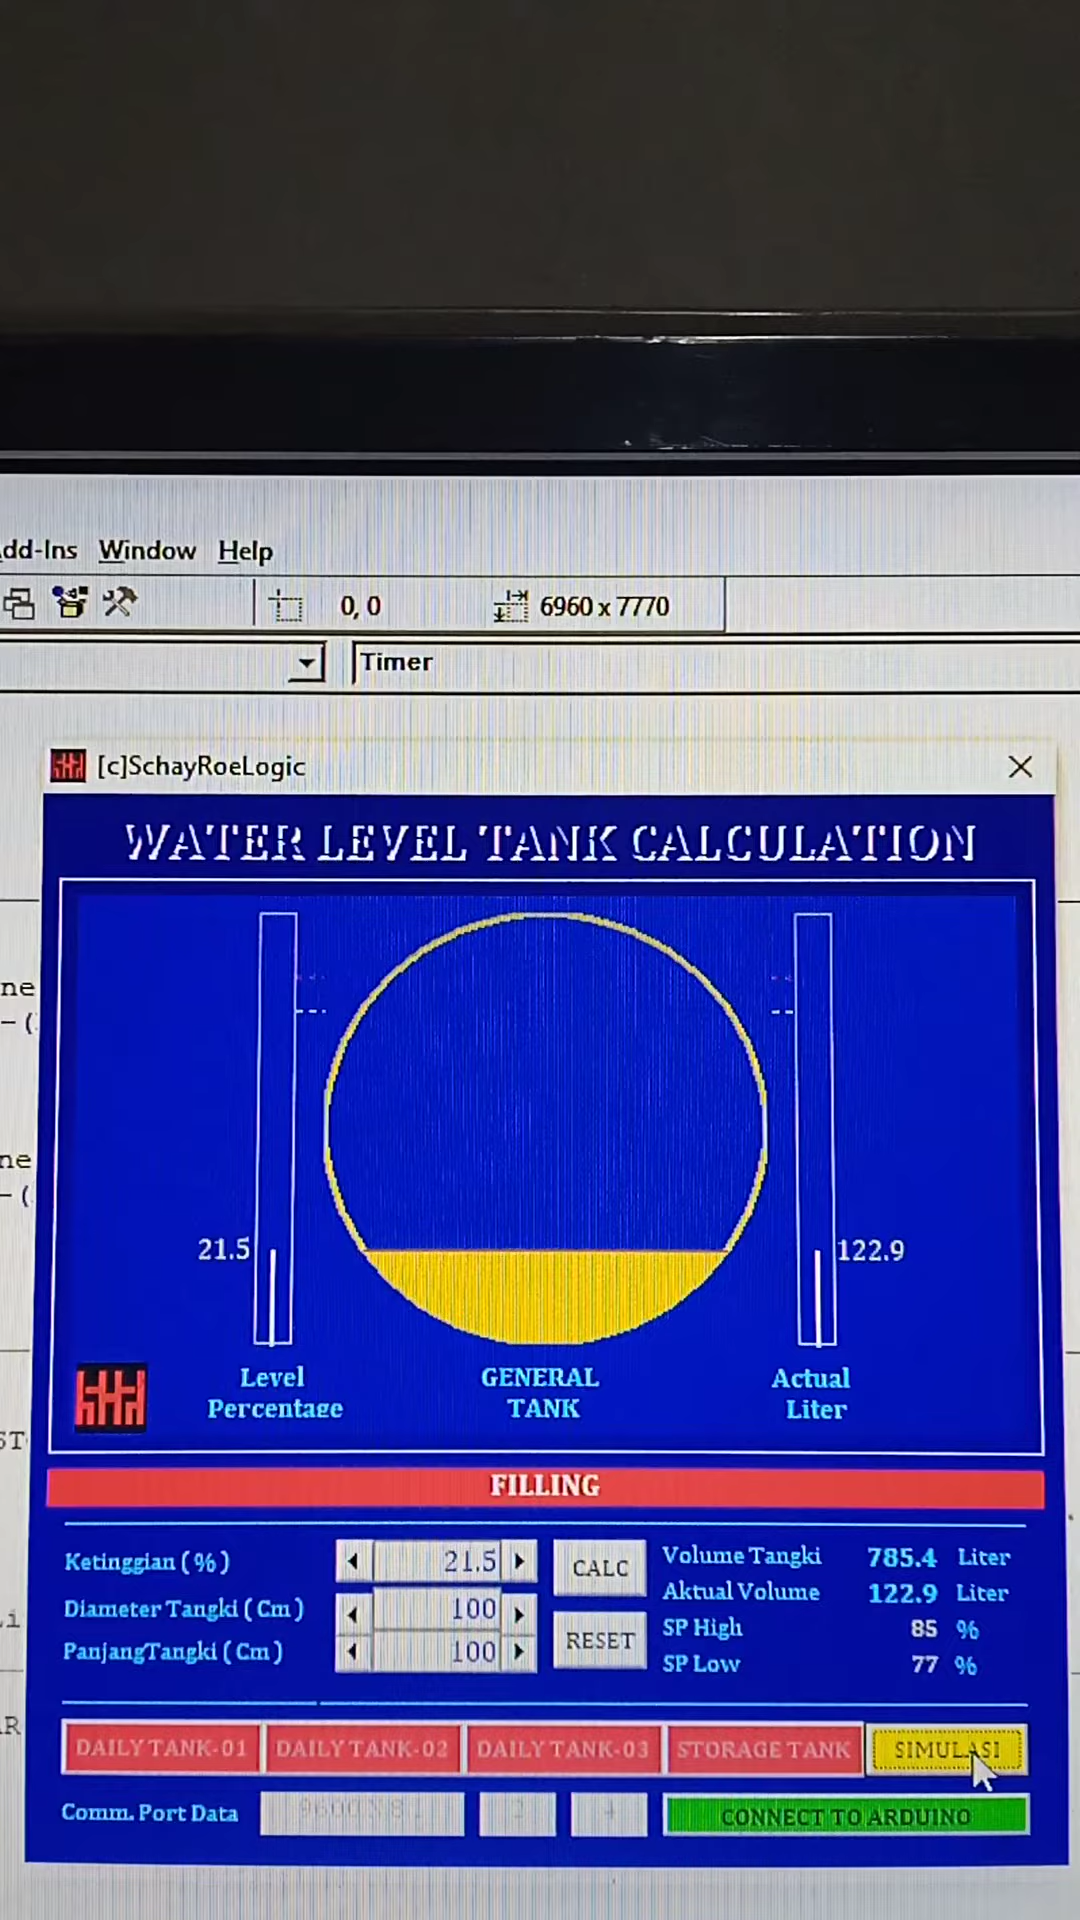 Add-Ins Window Help
0, 0 6960 x 7770
Timer
[c]SchayRoeLogic
WATER LEVEL TANK CALCULATION
21.5
122.9
Level
Percentage
GENERAL
TANK
Actual
Liter
FILLING
Ketinggian ( % ) 21.5 CALC
Diameter Tangki ( Cm ) 100
PanjangTangki ( Cm ) 100 RESET
Volume Tangki 785.4 Liter
Aktual Volume 122.9 Liter
SP High 85 %
SP Low 77 %
DAILY TANK-01 DAILY TANK-02 DAILY TANK-03 STORAGE TANK SIMULASI
Comm. Port Data CONNECT TO ARDUINO